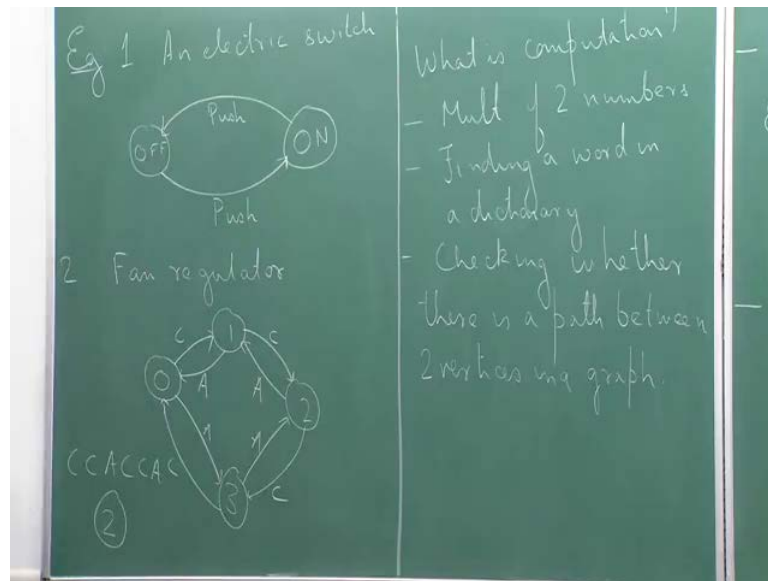 Eg 1 An electric switch
Push
OFF
ON
Push
2 Fan regulator
C
1
C
0
A
A
2
A
A
3
C
CCACCAC
2
What is computation?
- Mult of 2 numbers
- Finding a word in
a dictionary
- Checking whether
there is a path between
2 vertices in a graph.